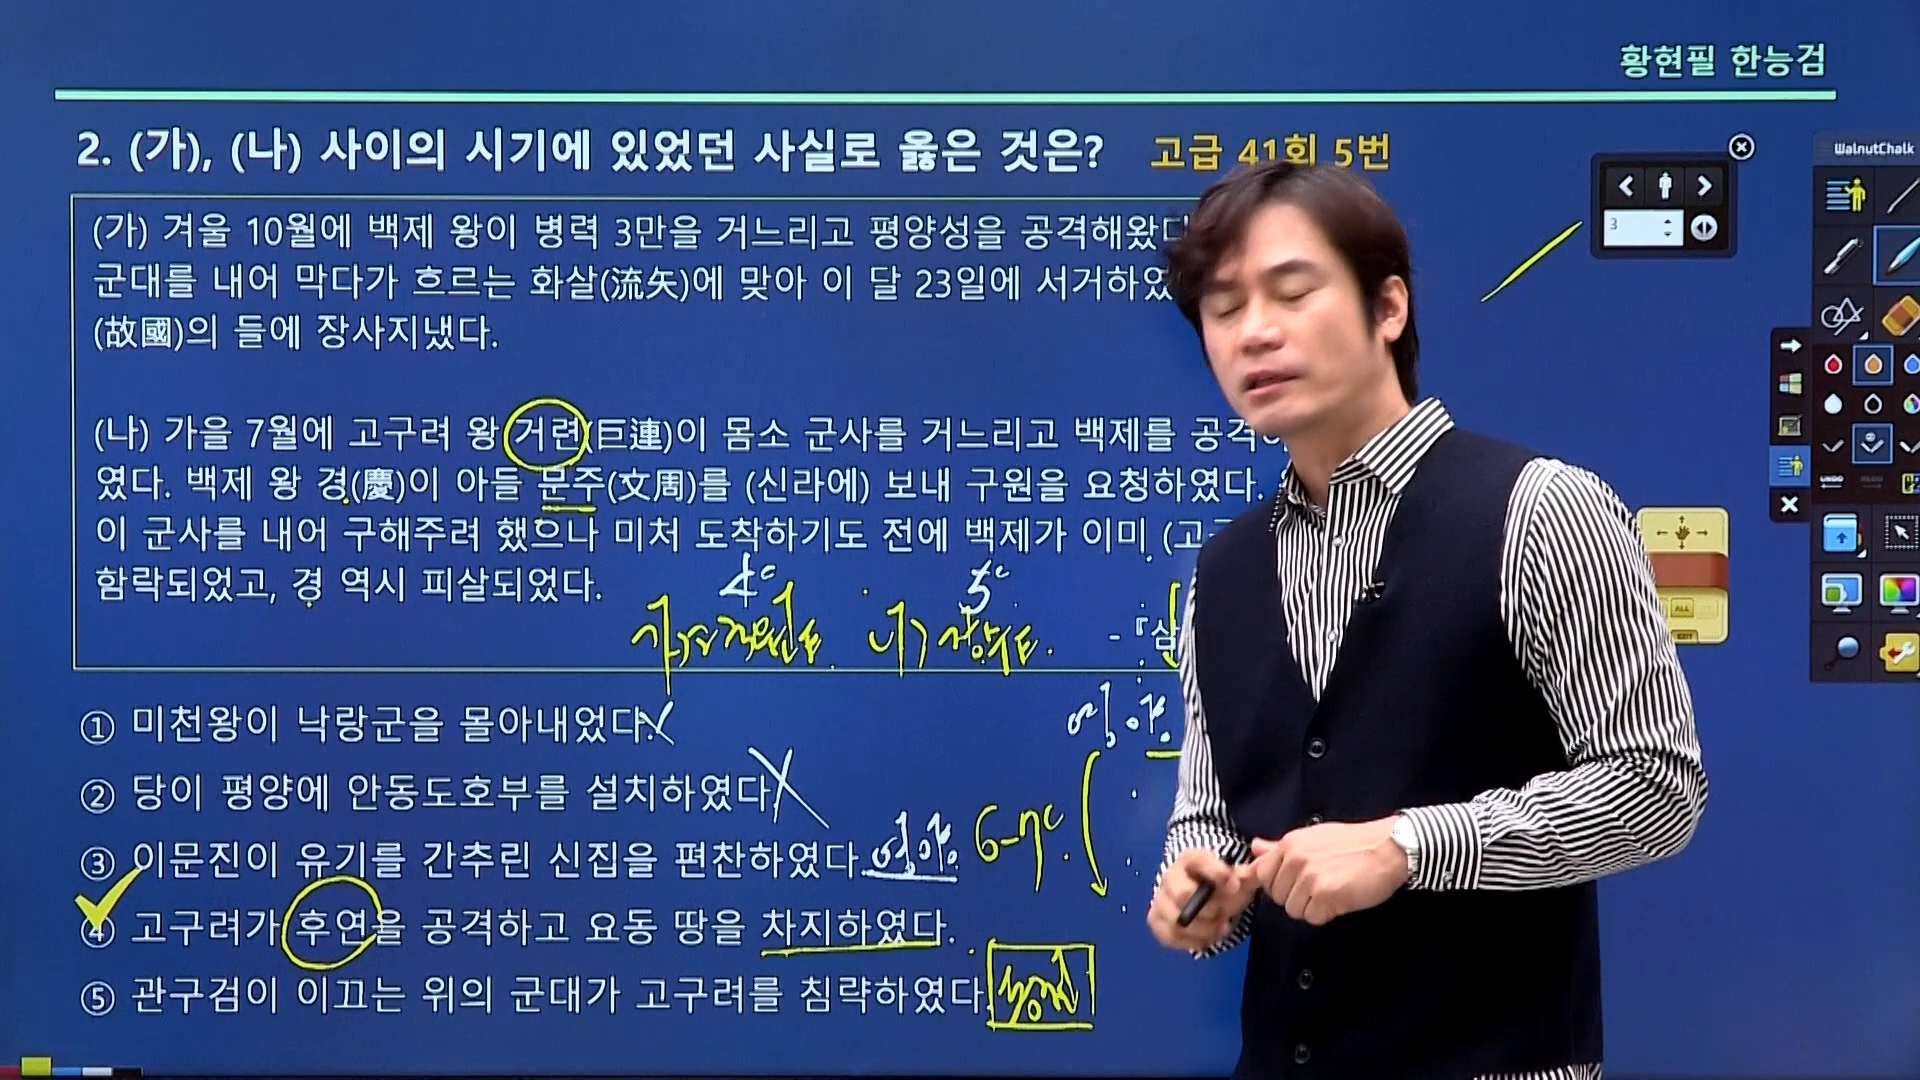 황현필 한능검
2. (가), (나) 사이의 시기에 있었던 사실로 옳은 것은? 고급 41회 5번
(가) 겨울 10월에 백제 왕이 병력 3만을 거느리고 평양성을 공격해왔다
군대를 내어 막다가 흐르는 화살(流矢)에 맞아 이 달 23일에 서거하였
(故國)의 들에 장사지냈다.
(나) 가을 7월에 고구려 왕 거련(巨連)이 몸소 군사를 거느리고 백제를 공격
였다. 백제 왕 경(慶)이 아들 문주(文周)를 (신라에) 보내 구원을 요청하였다.
이 군사를 내어 구해주려 했으나 미처 도착하기도 전에 백제가 이미 (고
함락되었고, 경 역시 피살되었다.
4c 5c
-『삼
① 미천왕이 낙랑군을 몰아내었다.
② 당이 평양에 안동도호부를 설치하였다
③ 이문진이 유기를 간추린 신집을 편찬하였다. 영양. 6-7c.
④ 고구려가 후연을 공격하고 요동 땅을 차지하였다.
⑤ 관구검이 이끄는 위의 군대가 고구려를 침략하였다.
WalnutChalk
3
UNDO
REDO
ALL
EXIT